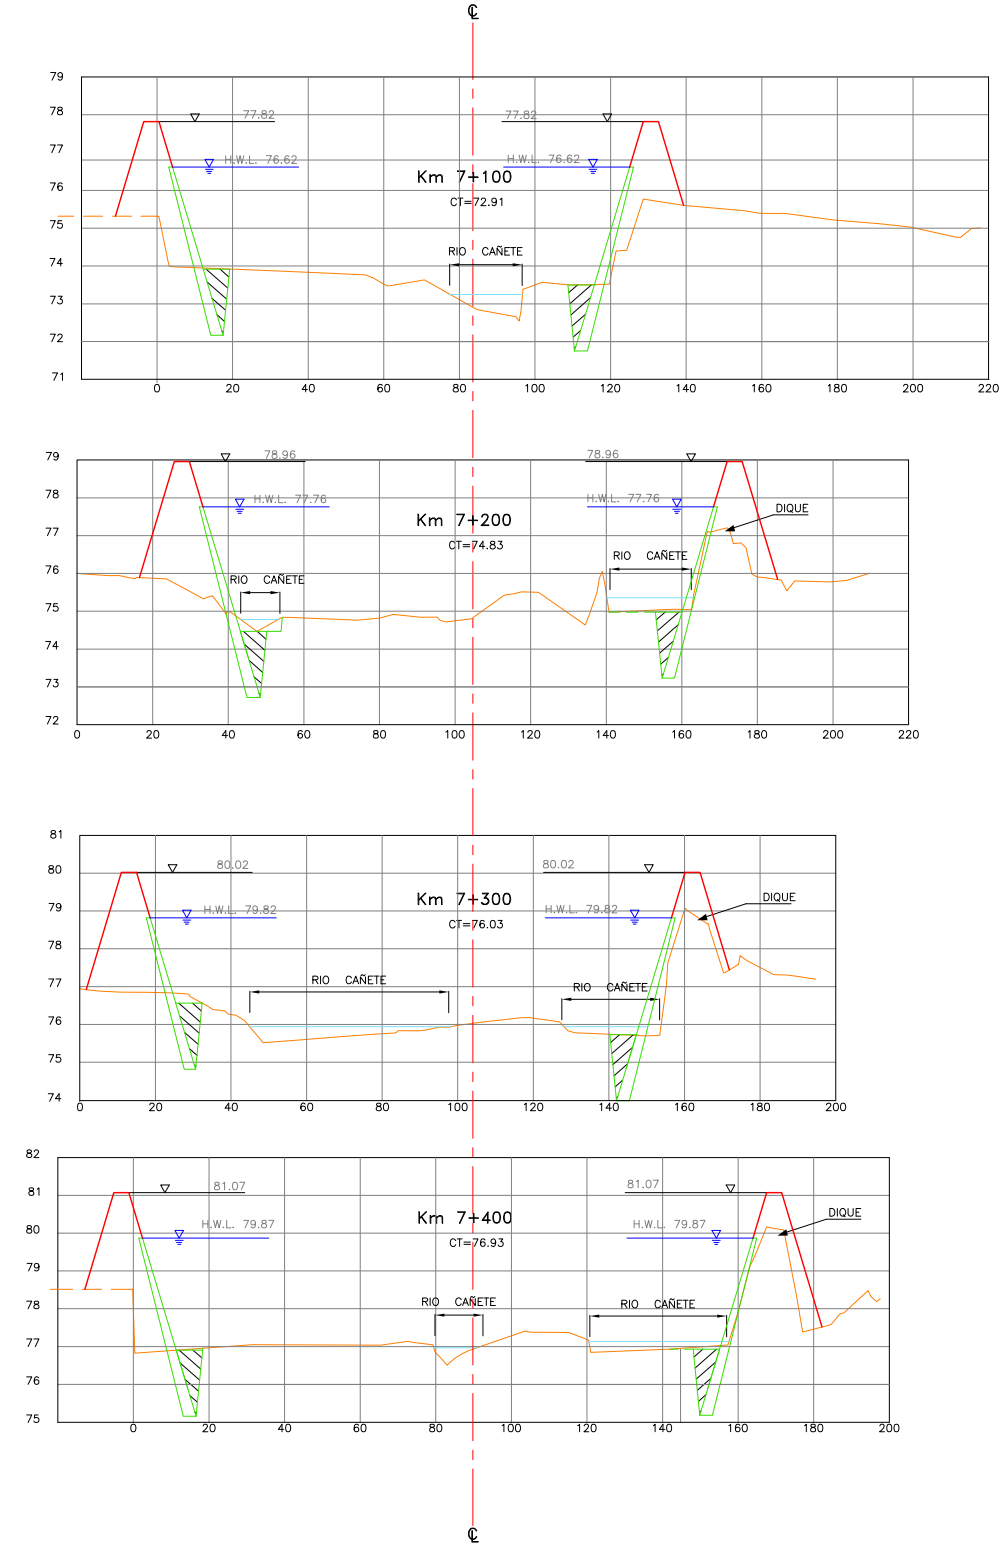 ℄
79
78
77
76
75
74
73
72
71
77.82
77.82
H.W.L. 76.62
H.W.L. 76.62
Km 7+100
CT=72.91
RIO CAÑETE
0 20 40 60 80 100 120 140 160 180 200 220
79
78
77
76
75
74
73
72
78.96
78.96
H.W.L. 77.76
H.W.L. 77.76
Km 7+200
CT=74.83
DIQUE
RIO CAÑETE
RIO CAÑETE
0 20 40 60 80 100 120 140 160 180 200 220
81
80
79
78
77
76
75
74
80.02
80.02
H.W.L. 79.82
H.W.L. 79.82
Km 7+300
CT=76.03
DIQUE
RIO CAÑETE
RIO CAÑETE
0 20 40 60 80 100 120 140 160 180 200
82
81
80
79
78
77
76
75
81.07
81.07
H.W.L. 79.87
H.W.L. 79.87
Km 7+400
CT=76.93
DIQUE
RIO CAÑETE
RIO CAÑETE
0 20 40 60 80 100 120 140 160 180 200
℄